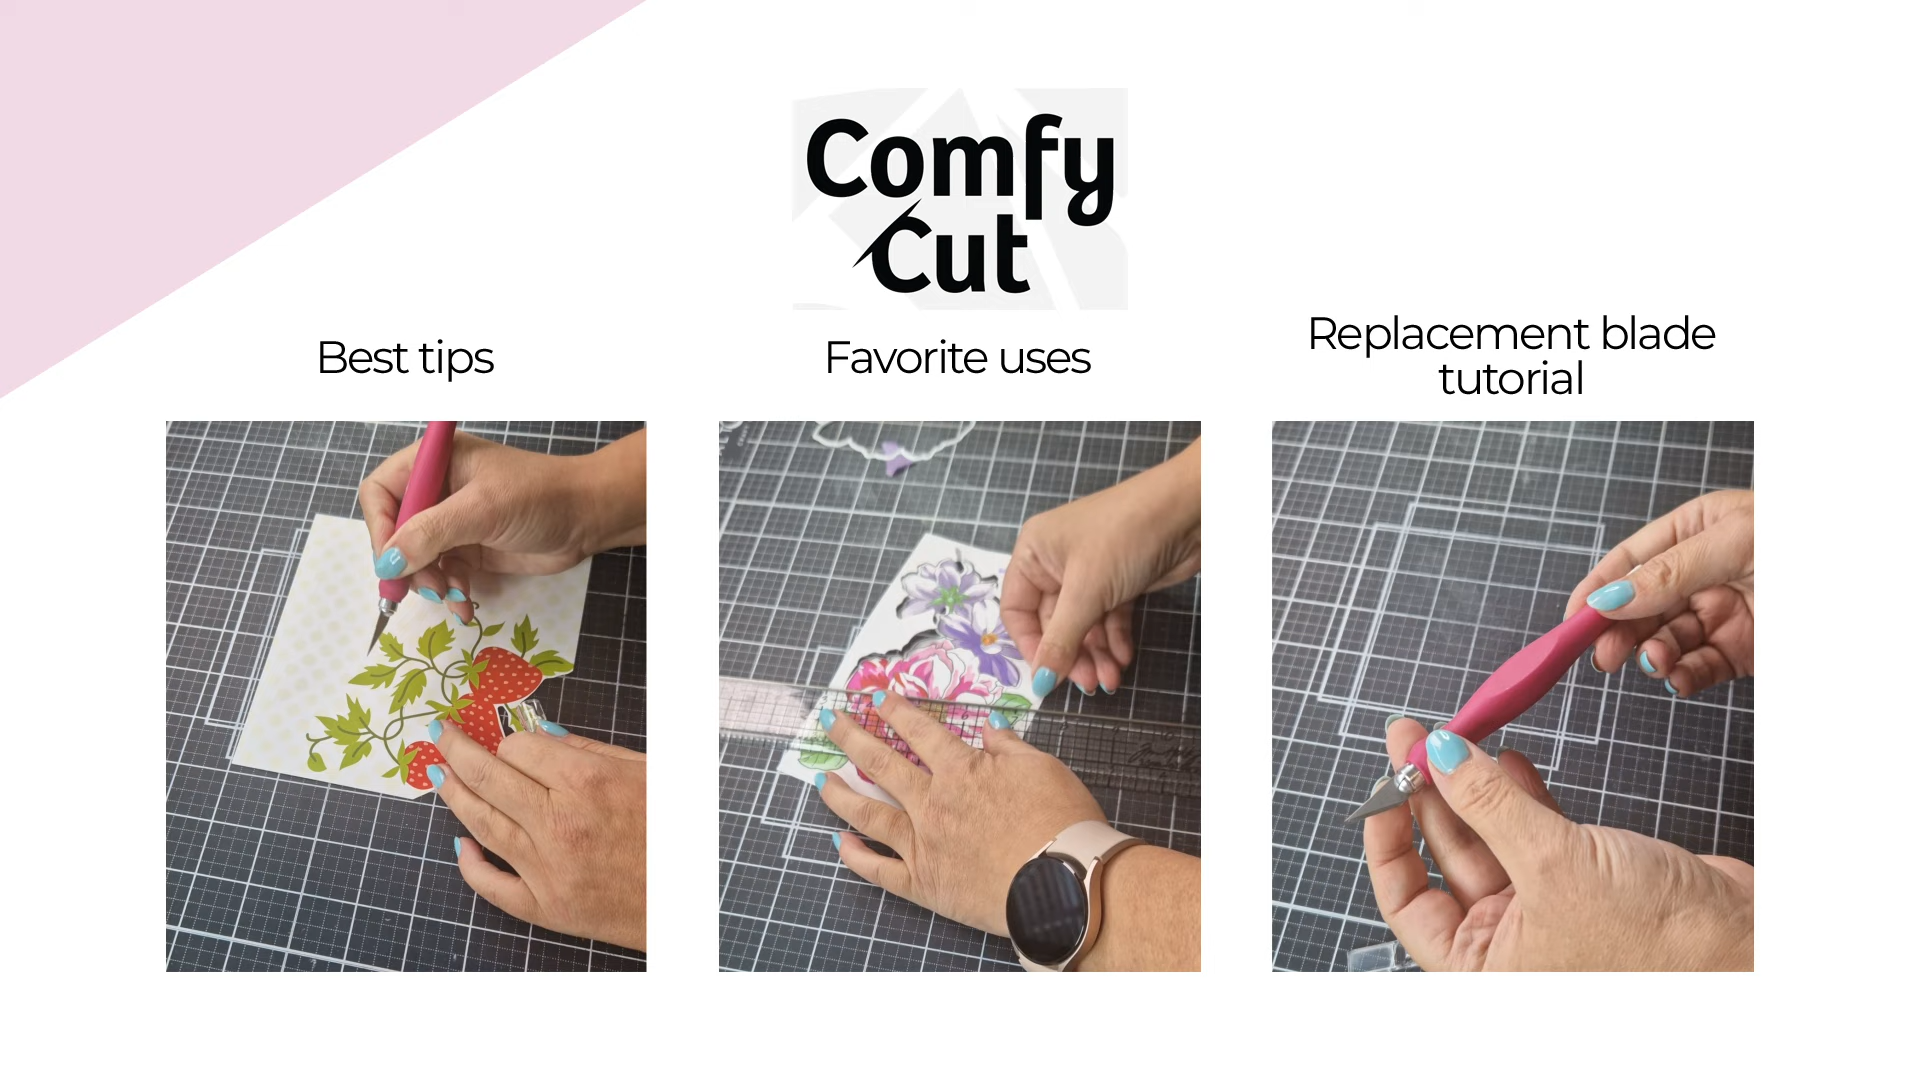 Comfy
Cut
Best tips
Favorite uses
Replacement blade
tutorial